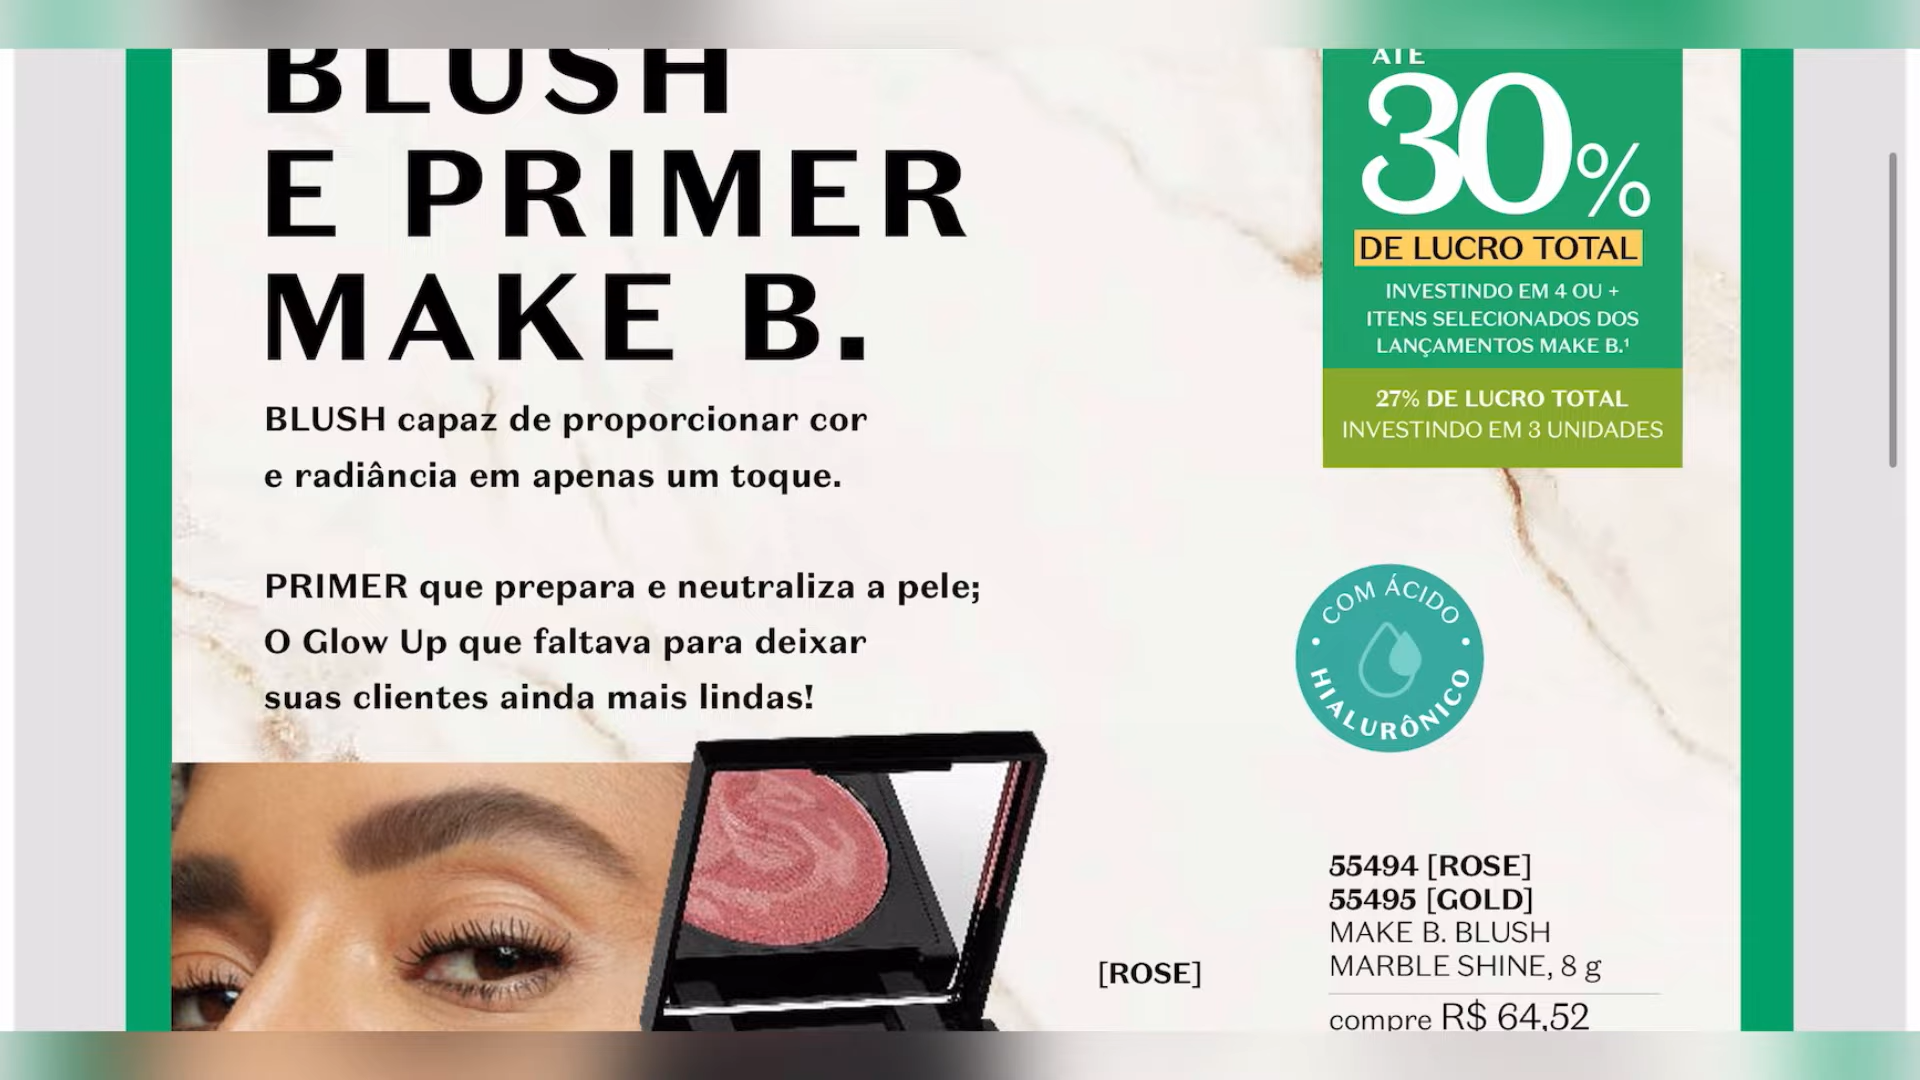 BLUSH
E PRIMER
MAKE B.
BLUSH capaz de proporcionar cor
e radiância em apenas um toque.
PRIMER que prepara e neutraliza a pele;
O Glow Up que faltava para deixar
suas clientes ainda mais lindas!
ATÉ
30%
DE LUCRO TOTAL
INVESTINDO EM 4 OU +
ITENS SELECIONADOS DOS
LANÇAMENTOS MAKE B.¹
27% DE LUCRO TOTAL
INVESTINDO EM 3 UNIDADES
• COM ÁCIDO •
HIALURÔNICO
[ROSE]
55494 [ROSE]
55495 [GOLD]
MAKE B. BLUSH
MARBLE SHINE, 8 g
compre R$ 64,52